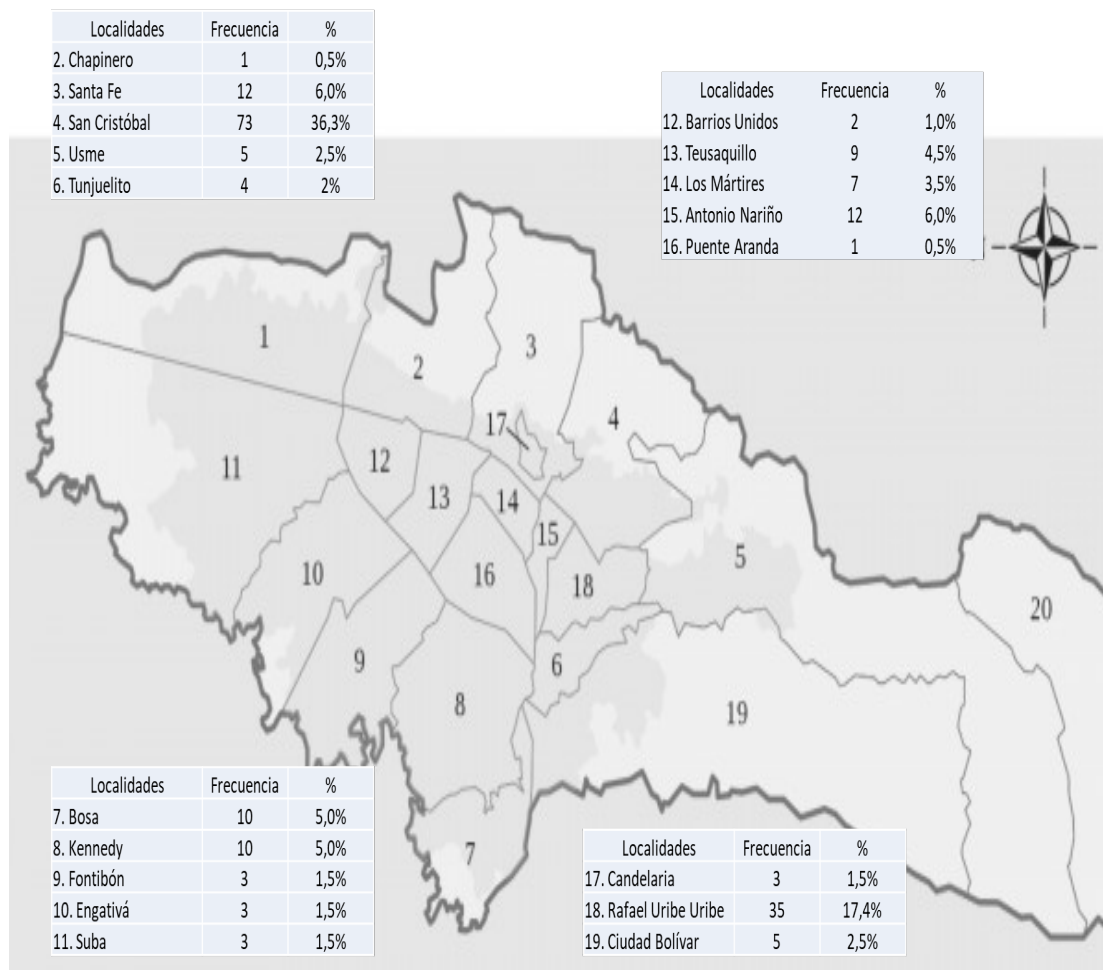 Localidades Frecuencia %
2. Chapinero 1 0,5%
3. Santa Fe 12 6,0%
4. San Cristóbal 73 36,3%
5. Usme 5 2,5%
6. Tunjuelito 4 2%
Localidades Frecuencia %
12. Barrios Unidos 2 1,0%
13. Teusaquillo 9 4,5%
14. Los Mártires 7 3,5%
15. Antonio Nariño 12 6,0%
16. Puente Aranda 1 0,5%
1
2
3
4
17
11
12
13
14
15
5
10
16
18
20
9
6
8
19
7
Localidades Frecuencia %
7. Bosa 10 5,0%
8. Kennedy 10 5,0%
9. Fontibón 3 1,5%
10. Engativá 3 1,5%
11. Suba 3 1,5%
Localidades Frecuencia %
17. Candelaria 3 1,5%
18. Rafael Uribe Uribe 35 17,4%
19. Ciudad Bolívar 5 2,5%